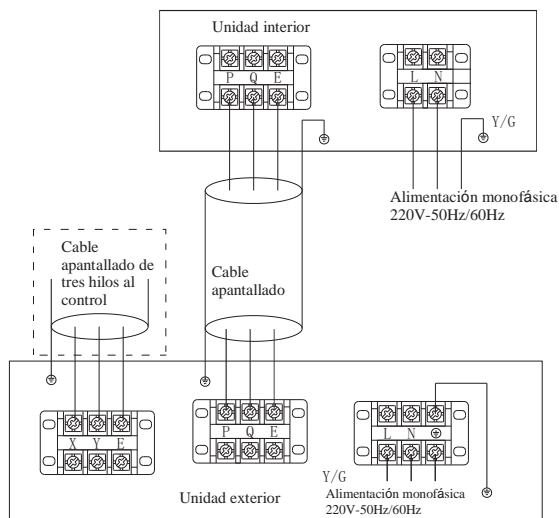 Unidad interior
P Q E
L N
Y/G
Alimentación monofásica
220V-50Hz/60Hz
Cable
apantallado de
tres hilos al
control
Cable
apantallado
X Y E
P Q E
L N
Y/G
Unidad exterior
Alimentación monofásica
220V-50Hz/60Hz